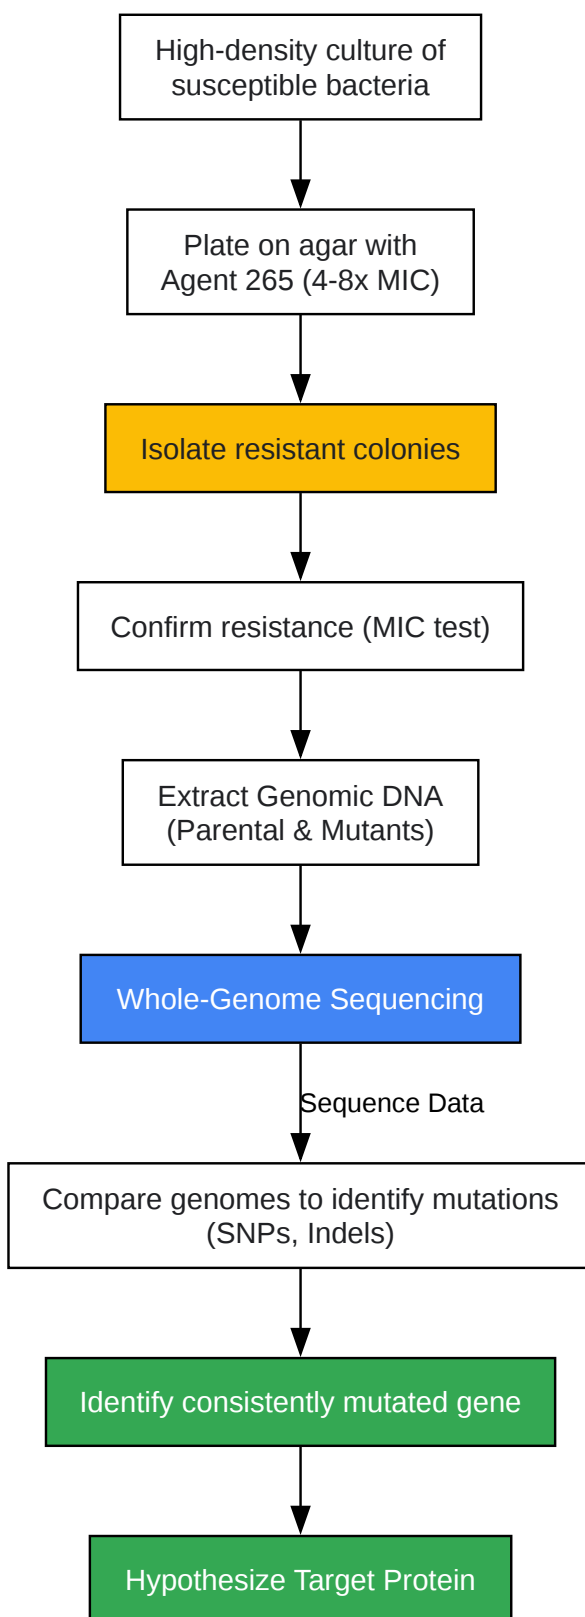 High-density culture of
susceptible bacteria
Plate on agar with
Agent 265 (4-8x MIC)
Isolate resistant colonies
Confirm resistance (MIC test)
Extract Genomic DNA
(Parental & Mutants)
Whole-Genome Sequencing
Sequence Data
Compare genomes to identify mutations
(SNPs, Indels)
Identify consistently mutated gene
Hypothesize Target Protein